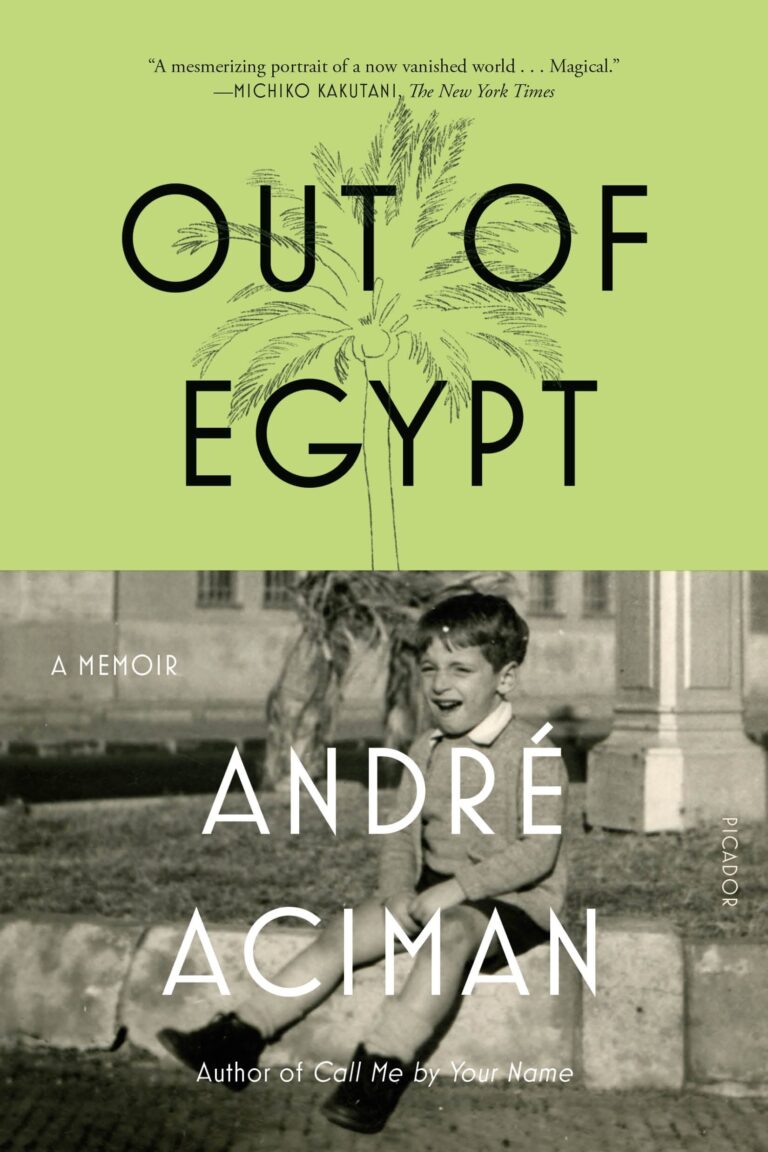 “A mesmerizing portrait of a now vanished world . . . Magical.”
—MICHIKO KAKUTANI, The New York Times
OUT OF
EGYPT
A MEMOIR
ANDRÉ
ACIMAN
PICADOR
Author of Call Me by Your Name